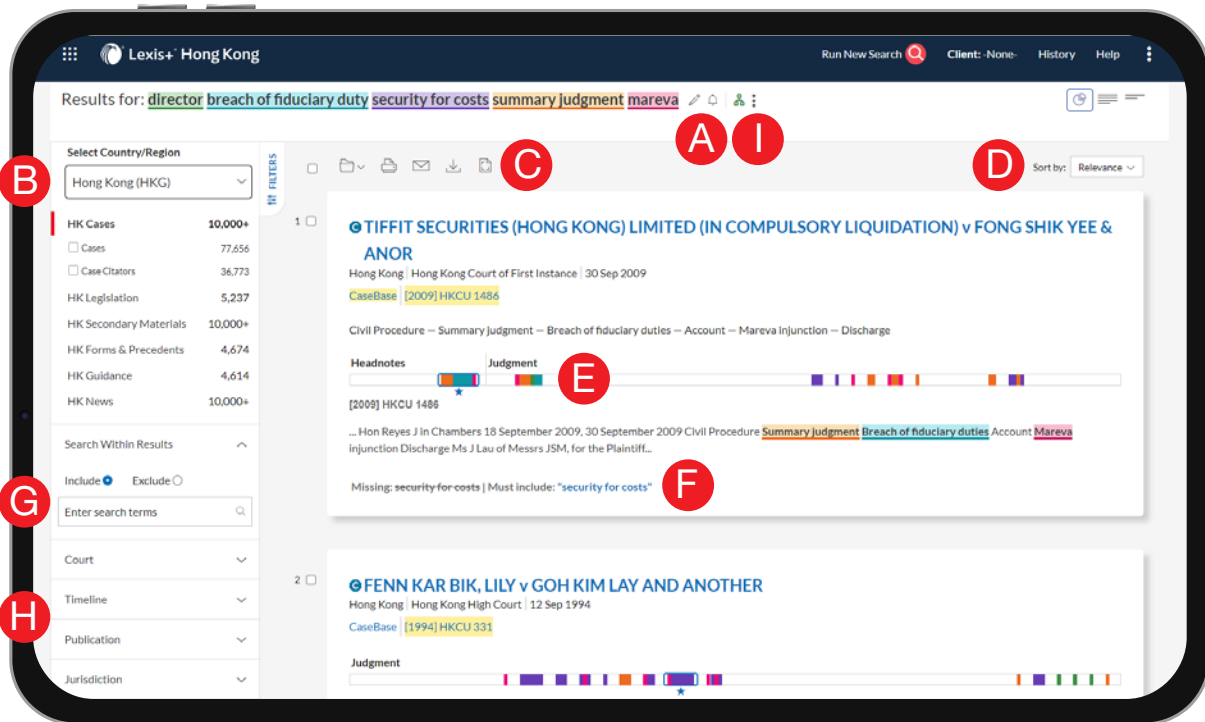 Lexis+ Hong Kong
Run New Search
Client: -None-
History
Help
Results for: director breach of fiduciary duty security for costs summary judgment mareva
A
I
Select Country/Region
B
Hong Kong (HKG)
FILTERS
C
D
Sort by: Relevance
HK Cases 10,000+
Cases 77,656
Case Citators 36,773
HK Legislation 5,237
HK Secondary Materials 10,000+
HK Forms & Precedents 4,674
HK Guidance 4,614
HK News 10,000+
Search Within Results
Include Exclude
G
Enter search terms
Court
H
Timeline
Publication
Jurisdiction
1
C TIFFIT SECURITIES (HONG KONG) LIMITED (IN COMPULSORY LIQUIDATION) v FONG SHIK YEE &
ANOR
Hong Kong | Hong Kong Court of First Instance | 30 Sep 2009
CaseBase | [2009] HKCU 1486
Civil Procedure — Summary judgment — Breach of fiduciary duties — Account — Mareva injunction — Discharge
Headnotes Judgment
E
[2009] HKCU 1486
... Hon Reyes J in Chambers 18 September 2009, 30 September 2009 Civil Procedure Summary judgment Breach of fiduciary duties Account Mareva
injunction Discharge Ms J Lau of Messrs JSM, for the Plaintiff...
Missing: security for costs | Must include: "security for costs"
F
2
C FENN KAR BIK, LILY v GOH KIM LAY AND ANOTHER
Hong Kong | Hong Kong High Court | 12 Sep 1994
CaseBase | [1994] HKCU 331
Judgment